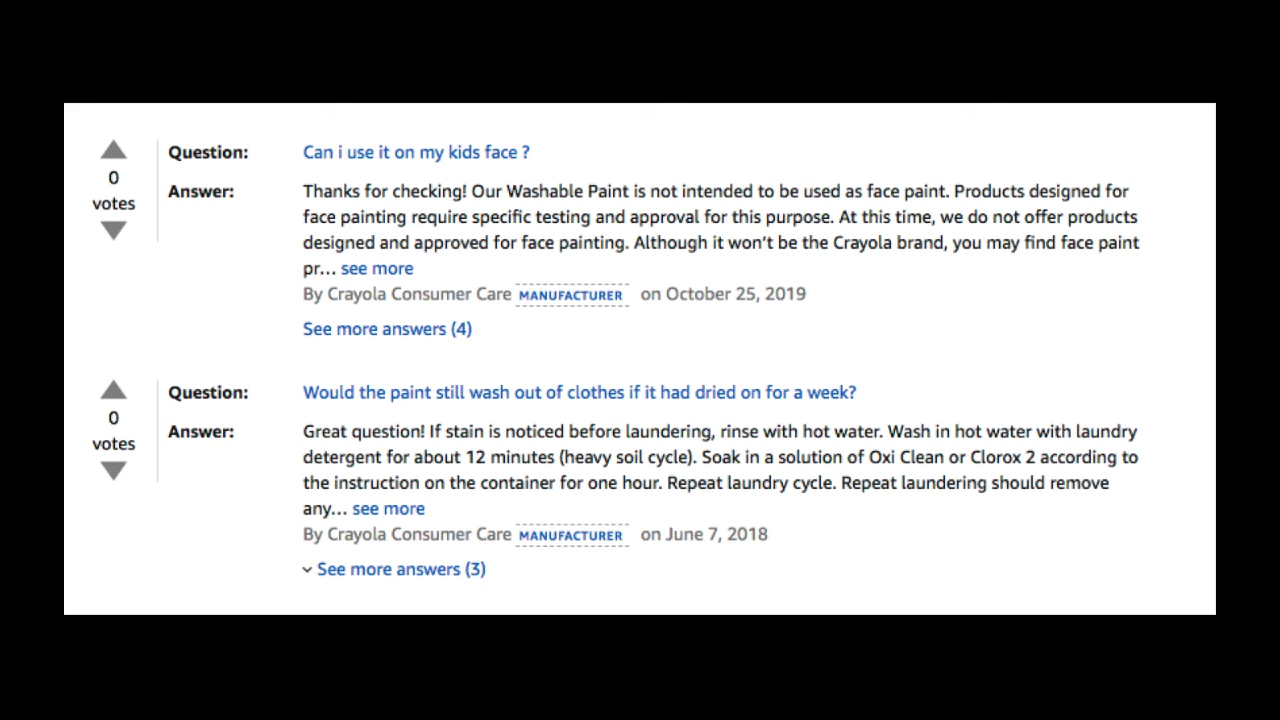 Question: Can i use it on my kids face ?
0
votes
Answer: Thanks for checking! Our Washable Paint is not intended to be used as face paint. Products designed for
face painting require specific testing and approval for this purpose. At this time, we do not offer products
designed and approved for face painting. Although it won’t be the Crayola brand, you may find face paint
pr... see more
By Crayola Consumer Care MANUFACTURER on October 25, 2019
See more answers (4)
Question: Would the paint still wash out of clothes if it had dried on for a week?
0
votes
Answer: Great question! If stain is noticed before laundering, rinse with hot water. Wash in hot water with laundry
detergent for about 12 minutes (heavy soil cycle). Soak in a solution of Oxi Clean or Clorox 2 according to
the instruction on the container for one hour. Repeat laundry cycle. Repeat laundering should remove
any... see more
By Crayola Consumer Care MANUFACTURER on June 7, 2018
See more answers (3)